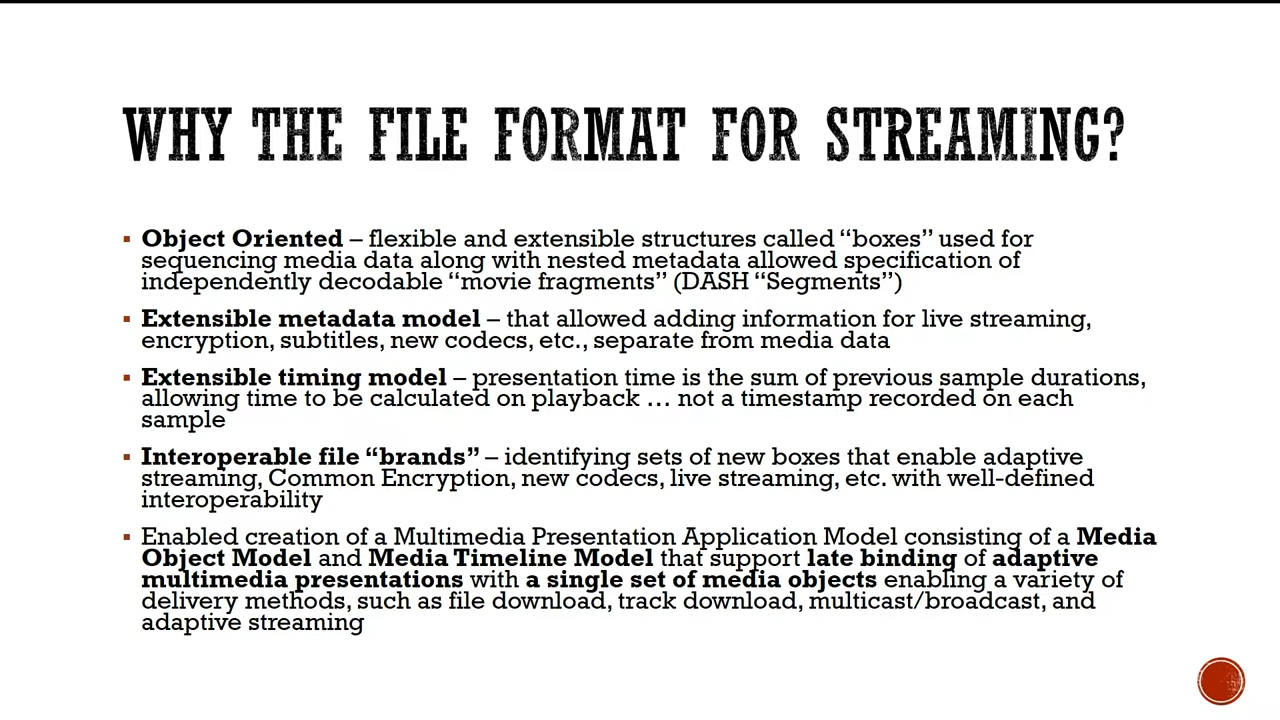 WHY THE FILE FORMAT FOR STREAMING?
▪ Object Oriented – flexible and extensible structures called “boxes” used for
sequencing media data along with nested metadata allowed specification of
independently decodable “movie fragments” (DASH “Segments”)
▪ Extensible metadata model – that allowed adding information for live streaming,
encryption, subtitles, new codecs, etc., separate from media data
▪ Extensible timing model – presentation time is the sum of previous sample durations,
allowing time to be calculated on playback … not a timestamp recorded on each
sample
▪ Interoperable file “brands” – identifying sets of new boxes that enable adaptive
streaming, Common Encryption, new codecs, live streaming, etc. with well-defined
interoperability
▪ Enabled creation of a Multimedia Presentation Application Model consisting of a Media
Object Model and Media Timeline Model that support late binding of adaptive
multimedia presentations with a single set of media objects enabling a variety of
delivery methods, such as file download, track download, multicast/broadcast, and
adaptive streaming